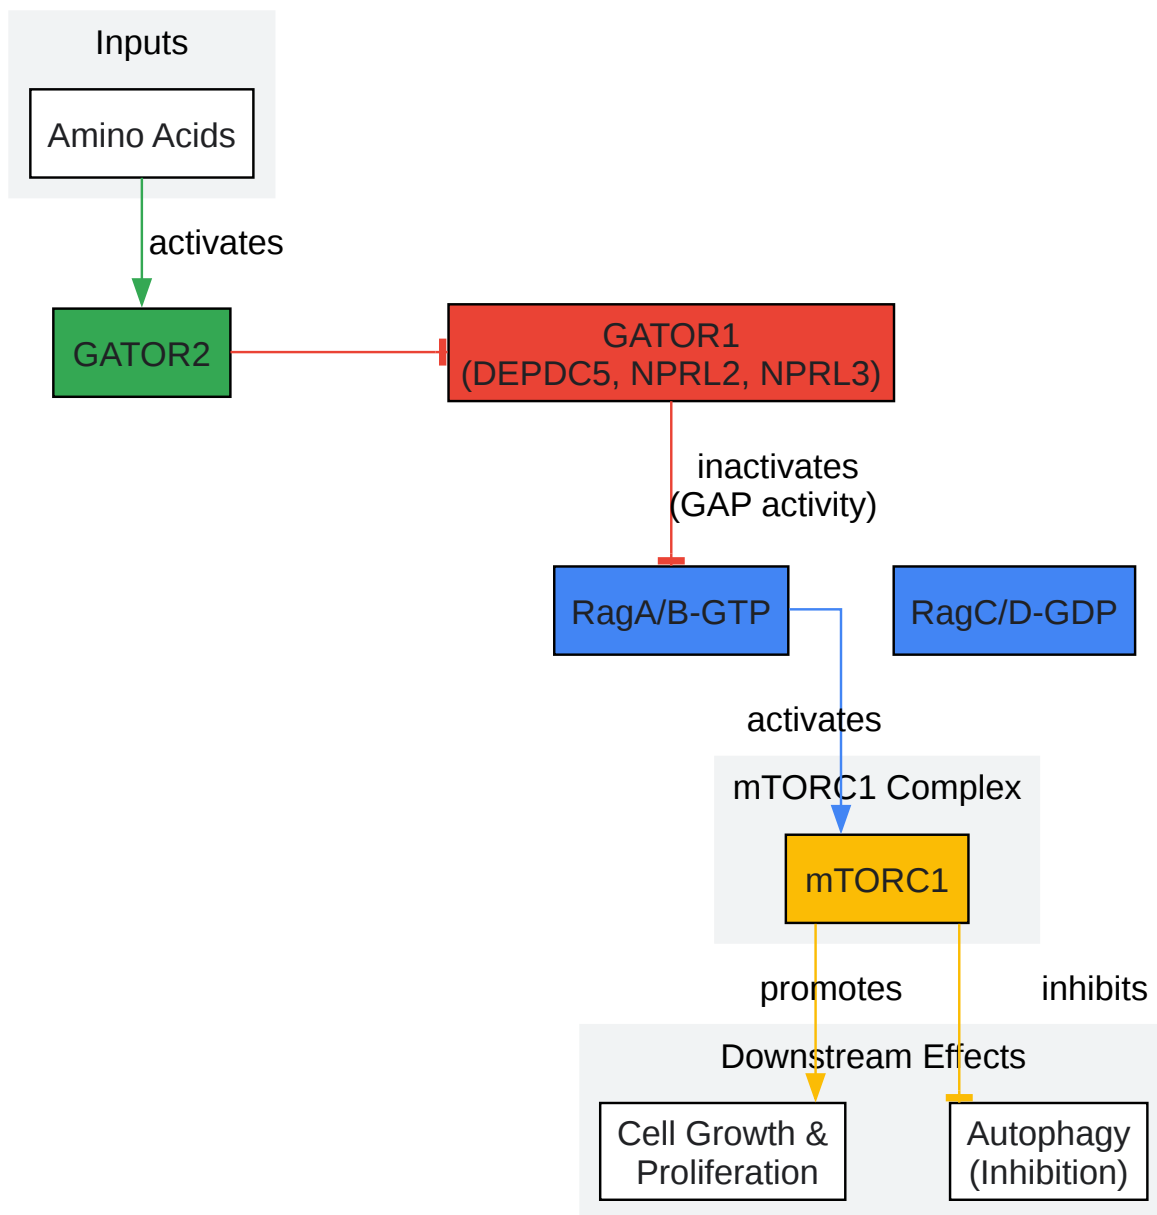 Inputs
Amino Acids
activates
GATOR2
GATOR1
(DEPDC5, NPRL2, NPRL3)
inactivates
(GAP activity)
RagA/B-GTP
RagC/D-GDP
activates
mTORC1 Complex
mTORC1
promotes
inhibits
Downstream Effects
Cell Growth &
Proliferation
Autophagy
(Inhibition)